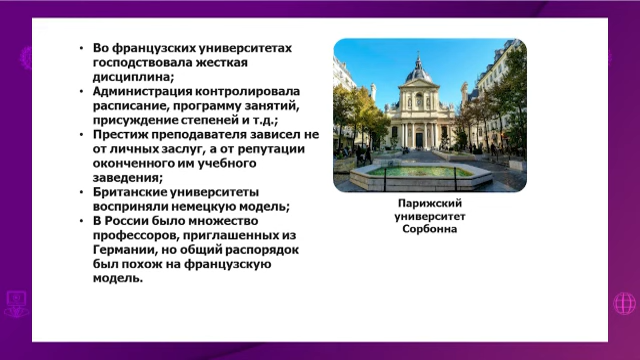 • Во французских университетах
господствовала жесткая
дисциплина;
• Администрация контролировала
расписание, программу занятий,
присуждение степеней и т.д.;
• Престиж преподавателя зависел не
от личных заслуг, а от репутации
оконченного им учебного
заведения;
• Британские университеты
восприняли немецкую модель;
• В России было множество
профессоров, приглашенных из
Германии, но общий распорядок
был похож на французскую
модель.
Парижский
университет
Сорбонна